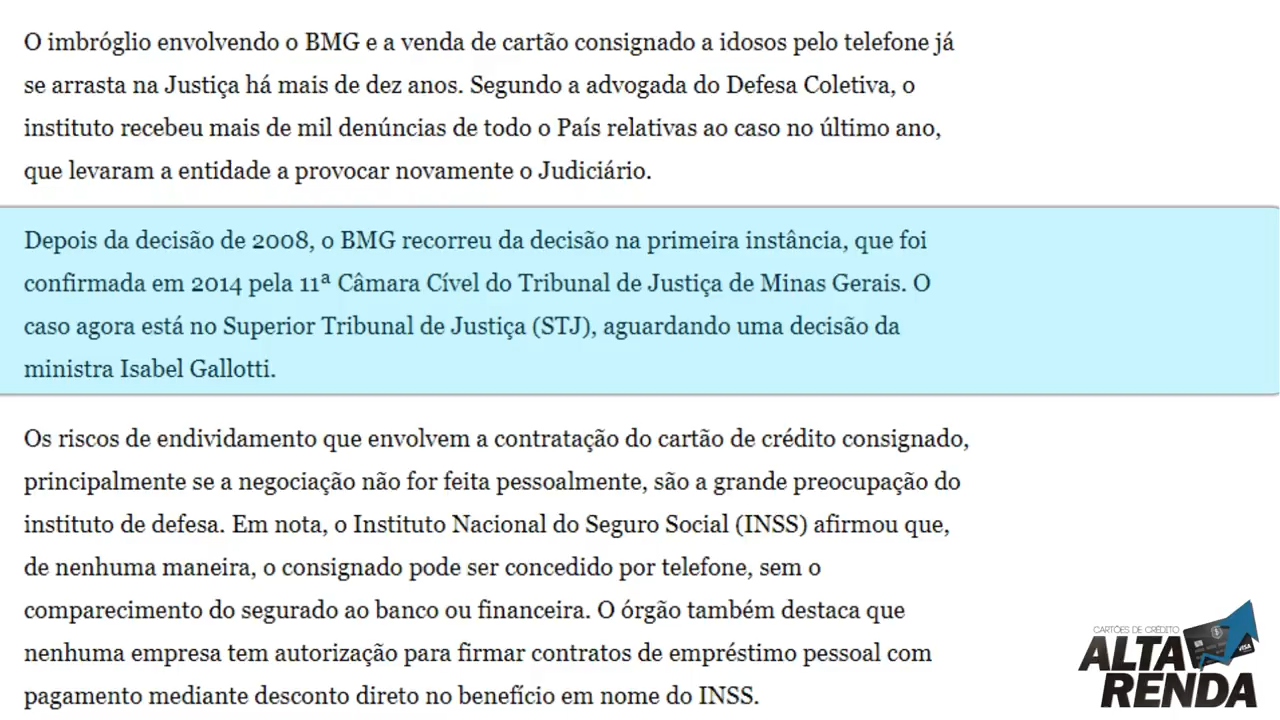 O imbróglio envolvendo o BMG e a venda de cartão consignado a idosos pelo telefone já
se arrasta na Justiça há mais de dez anos. Segundo a advogada do Defesa Coletiva, o
instituto recebeu mais de mil denúncias de todo o País relativas ao caso no último ano,
que levaram a entidade a provocar novamente o Judiciário.
Depois da decisão de 2008, o BMG recorreu da decisão na primeira instância, que foi
confirmada em 2014 pela 11ª Câmara Cível do Tribunal de Justiça de Minas Gerais. O
caso agora está no Superior Tribunal de Justiça (STJ), aguardando uma decisão da
ministra Isabel Gallotti.
Os riscos de endividamento que envolvem a contratação do cartão de crédito consignado,
principalmente se a negociação não for feita pessoalmente, são a grande preocupação do
instituto de defesa. Em nota, o Instituto Nacional do Seguro Social (INSS) afirmou que,
de nenhuma maneira, o consignado pode ser concedido por telefone, sem o
comparecimento do segurado ao banco ou financeira. O órgão também destaca que
nenhuma empresa tem autorização para firmar contratos de empréstimo pessoal com
pagamento mediante desconto direto no benefício em nome do INSS.
CARTÕES DE CRÉDITO
ALTA
RENDA
VISA